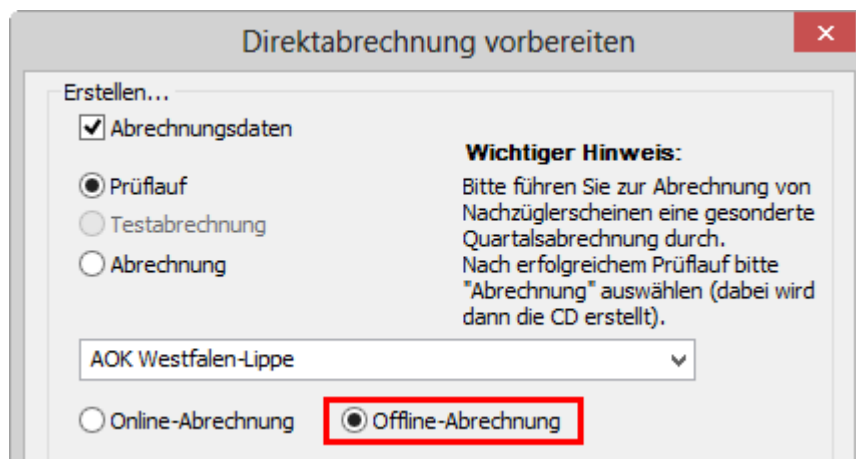 Direktabrechnung vorbereiten
Erstellen...
Abrechnungsdaten
Prüflauf
Testabrechnung
Abrechnung
Wichtiger Hinweis:
Bitte führen Sie zur Abrechnung von
Nachzüglerscheinen eine gesonderte
Quartalsabrechnung durch.
Nach erfolgreichem Prüflauf bitte
"Abrechnung" auswählen (dabei wird
dann die CD erstellt).
AOK Westfalen-Lippe
Online-Abrechnung
Offline-Abrechnung